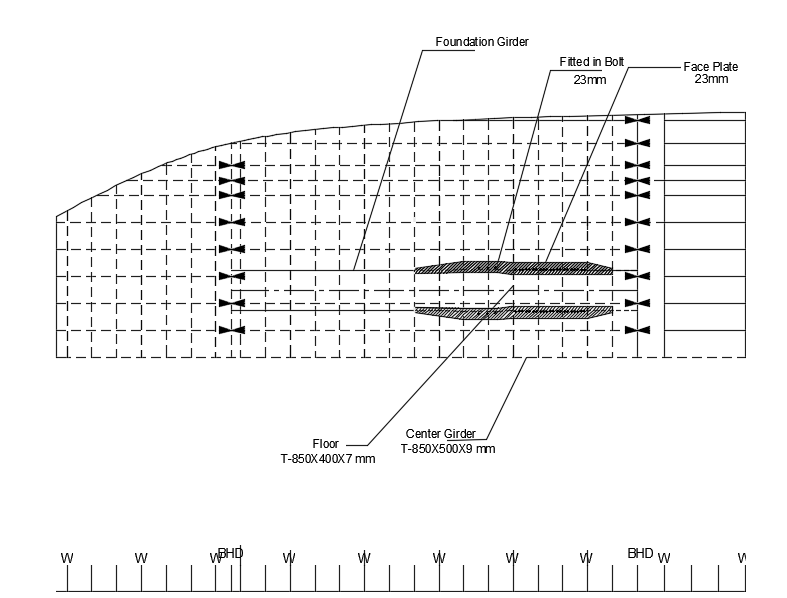 Foundation Girder
Fitted in Bolt
23mm
Face Plate
23mm
Floor
T-850X400X7 mm
Center Girder
T-850X500X9 mm
W W W BHD W W W W W BHD W W